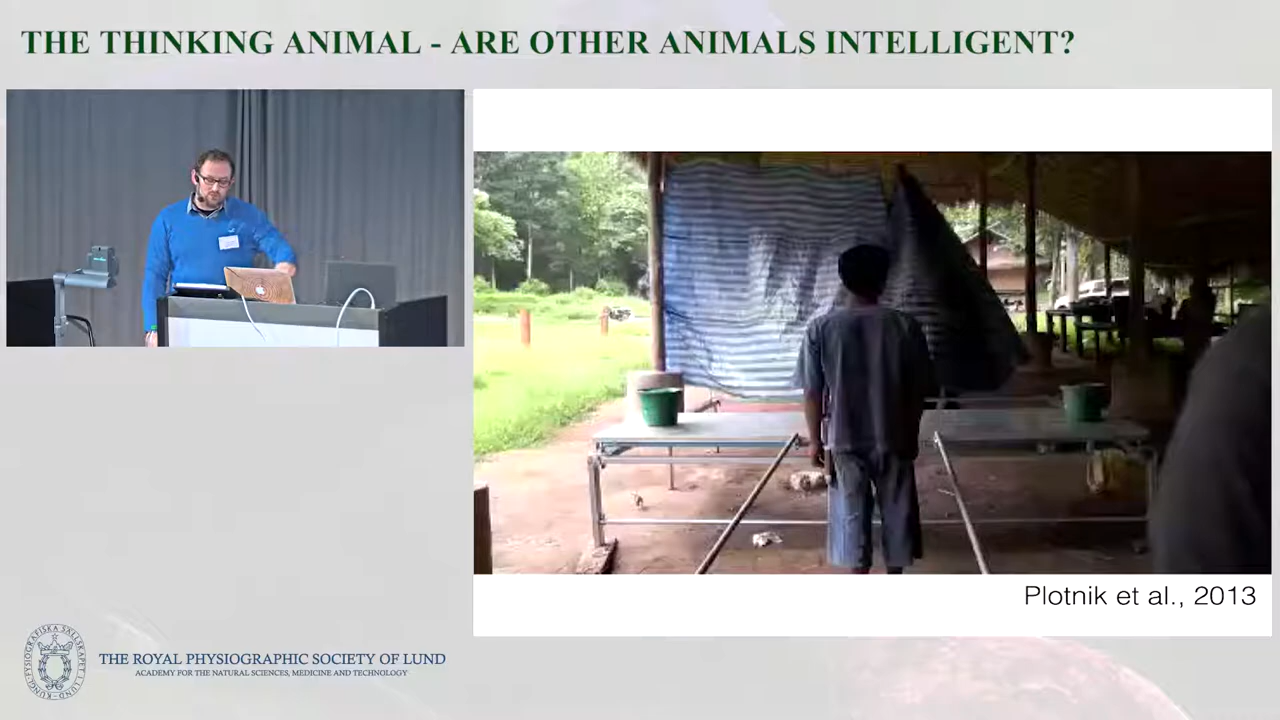 THE THINKING ANIMAL - ARE OTHER ANIMALS INTELLIGENT?
Plotnik et al., 2013
THE ROYAL PHYSIOGRAPHIC SOCIETY OF LUND
ACADEMY FOR THE NATURAL SCIENCES, MEDICINE AND TECHNOLOGY